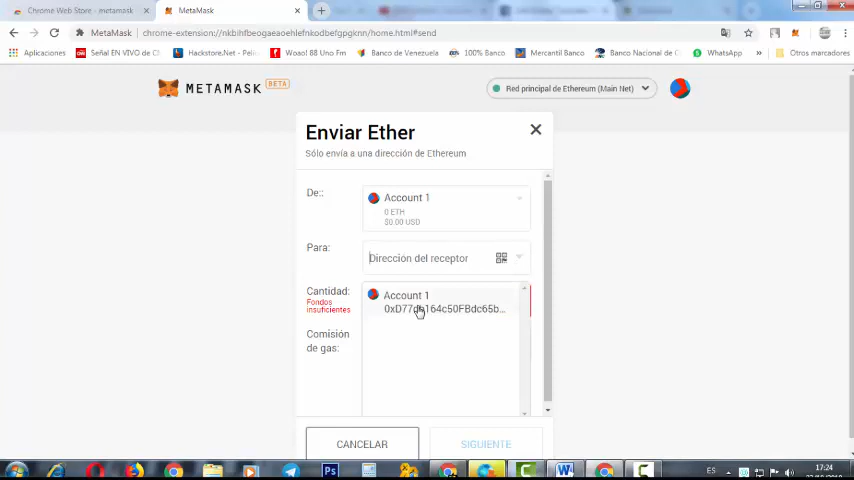 Chrome Web Store - metamask
MetaMask
MetaMask
chrome-extension://nkbihfbeogaeaoehlefnkodbefgpgknn/home.html#send
Aplicaciones
Señal EN VIVO de C
Hackstore.Net - Pelic
Woao! 88 Uno Fm
Banco de Venezuela
100% Banco
Mercantil Banco
Banco Nacional de C
WhatsApp
»
Otros marcadores
METAMASK
BETA
Red principal de Ethereum (Main Net)
Enviar Ether
Sólo envía a una dirección de Ethereum
De::
Account 1
0 ETH
$0.00 USD
Para:
Dirección del receptor
Cantidad:
Fondos
insuficientes
Account 1
Comisión
de gas:
CANCELAR
SIGUIENTE
ES
17:24